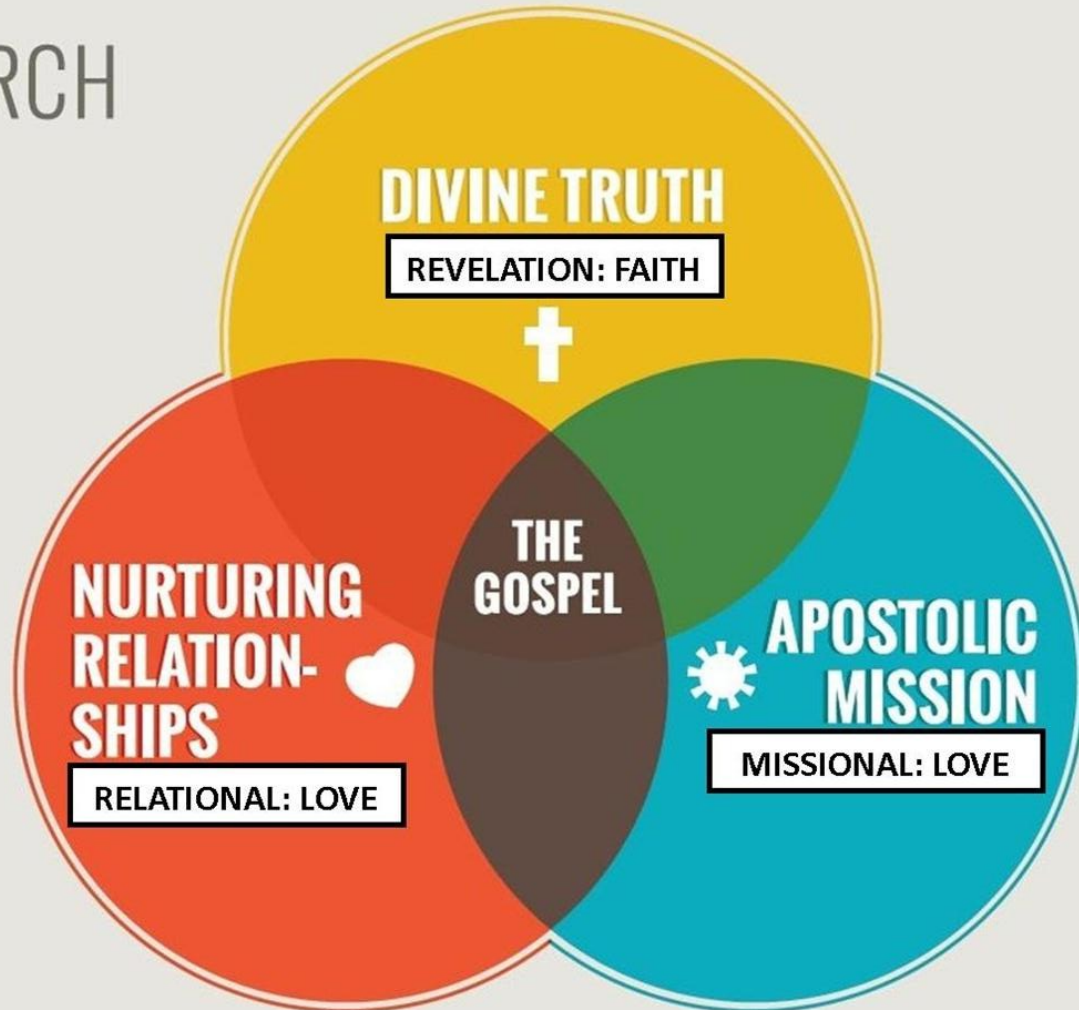 RCH
DIVINE TRUTH
REVELATION: FAITH
THE
GOSPEL
NURTURING
RELATION-
SHIPS
RELATIONAL: LOVE
APOSTOLIC
MISSION
MISSIONAL: LOVE